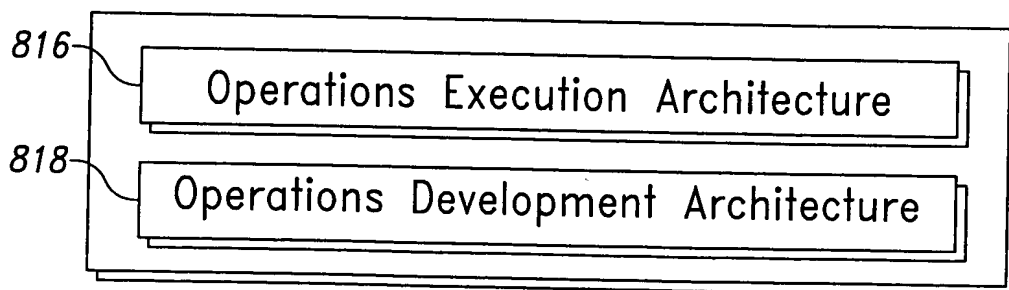 816 Operations Execution Architecture
818 Operations Development Architecture